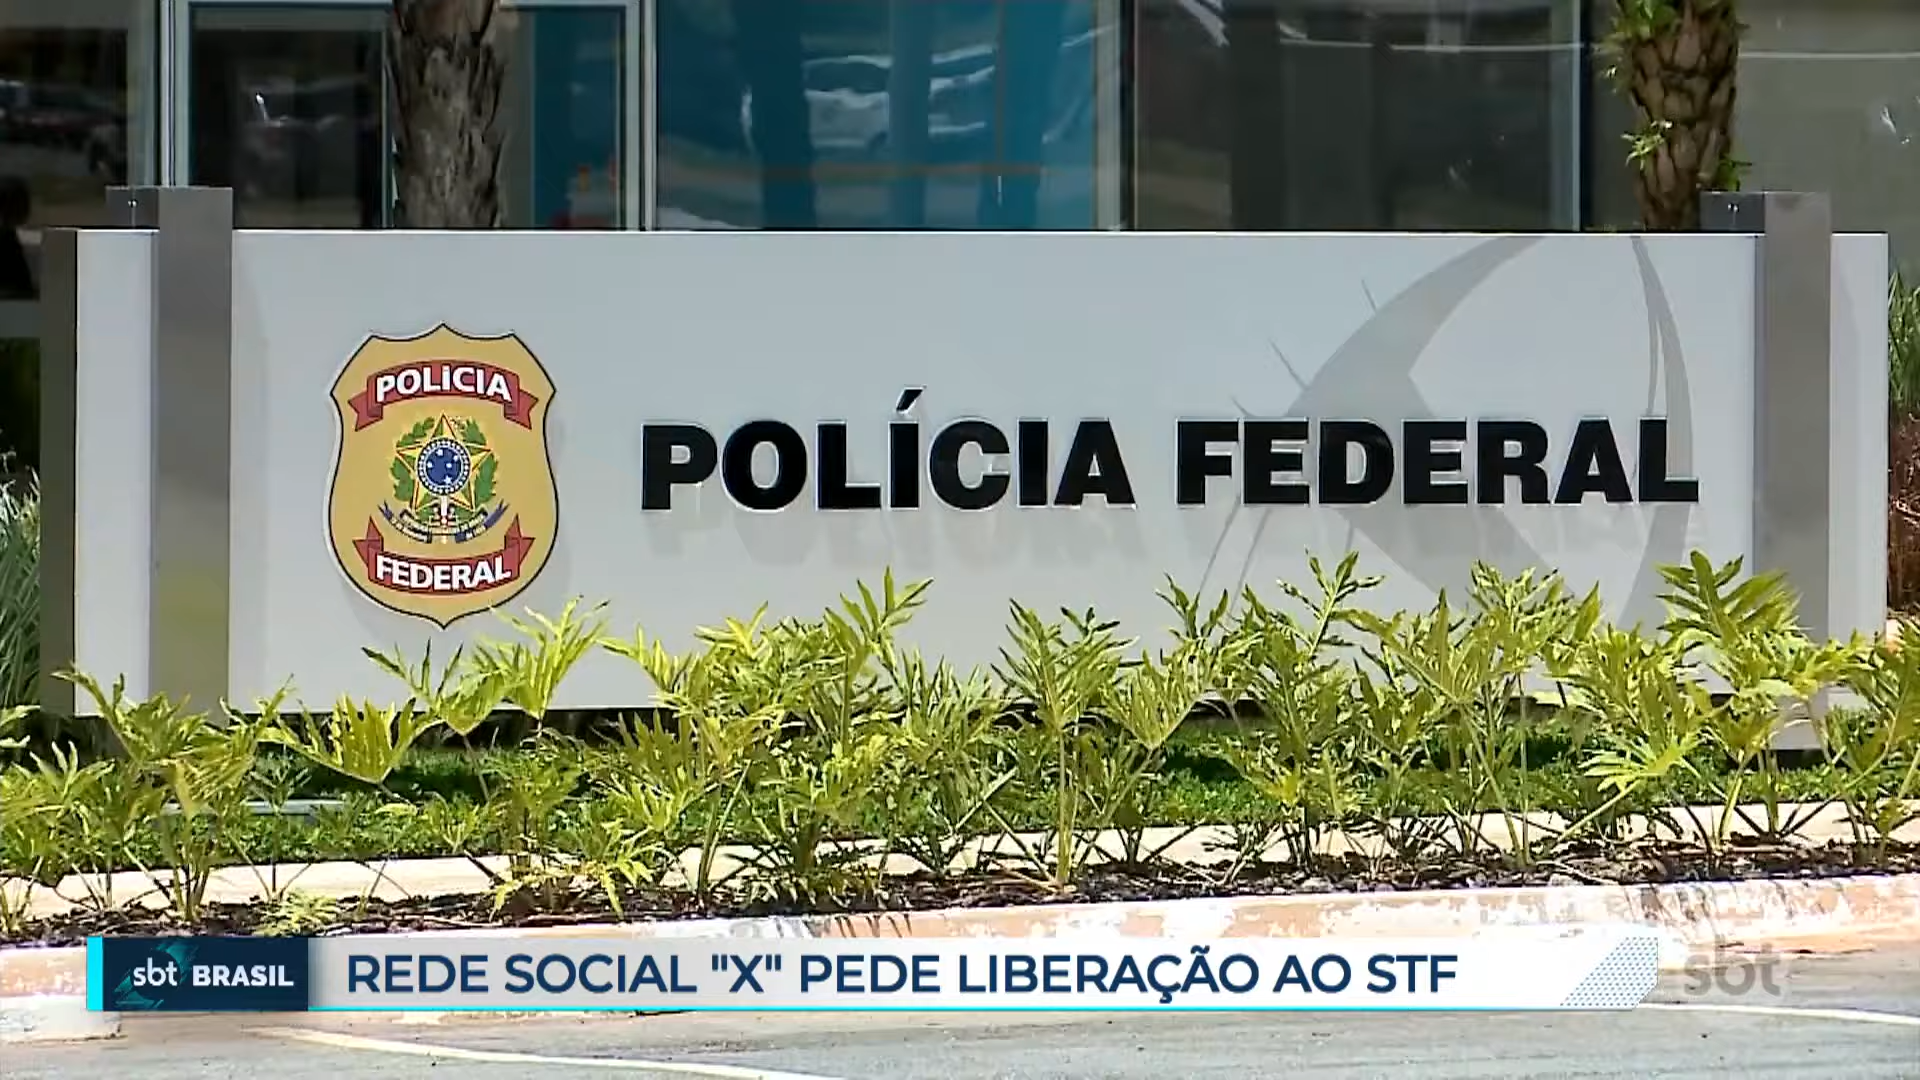 POLICIA
FEDERAL
POLÍCIA FEDERAL
sbt BRASIL
REDE SOCIAL "X" PEDE LIBERAÇÃO AO STF
sbt